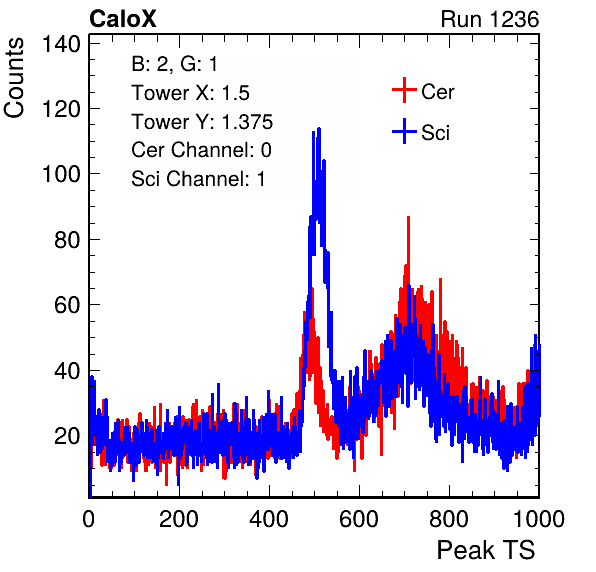 CaloX Run 1236
Counts
140
120
100
80
60
40
20
B: 2, G: 1
Tower X: 1.5
Tower Y: 1.375
Cer Channel: 0
Sci Channel: 1
Cer
Sci
0 200 400 600 800 1000
Peak TS